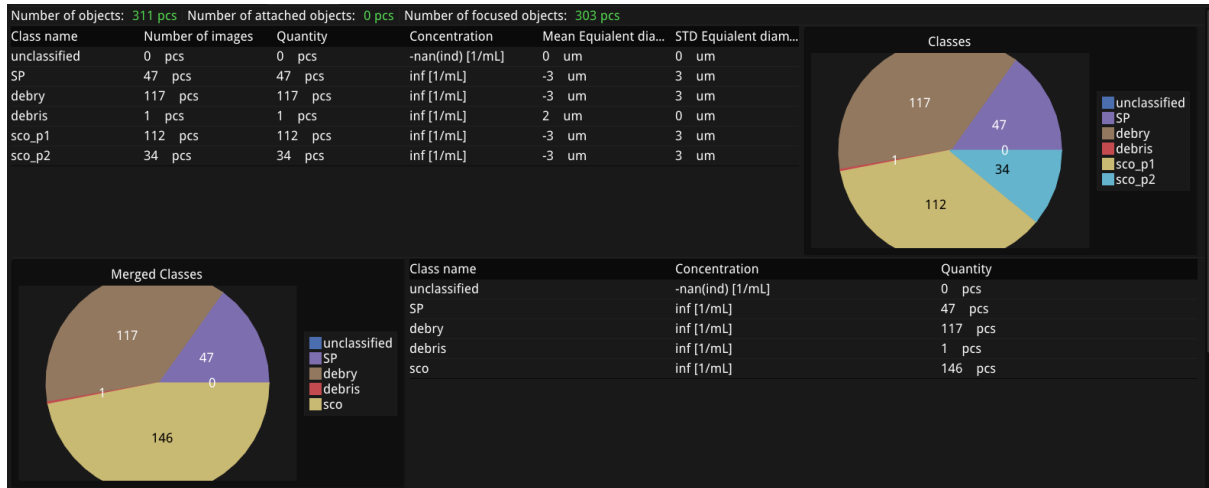 Number of objects: 311 pcs Number of attached objects: 0 pcs Number of focused objects: 303 pcs
Class name Number of images Quantity Concentration Mean Equialent dia... STD Equialent diam...
unclassified 0 pcs 0 pcs -nan(ind) [1/mL] 0 um 0 um
SP 47 pcs 47 pcs inf [1/mL] -3 um 3 um
debry 117 pcs 117 pcs inf [1/mL] -3 um 3 um
debris 1 pcs 1 pcs inf [1/mL] 2 um 0 um
sco_p1 112 pcs 112 pcs inf [1/mL] -3 um 3 um
sco_p2 34 pcs 34 pcs inf [1/mL] -3 um 3 um
Classes
117
47
0
1
34
112
unclassified
SP
debry
debris
sco_p1
sco_p2
Merged Classes
117
47
0
1
146
unclassified
SP
debry
debris
sco
Class name Concentration Quantity
unclassified -nan(ind) [1/mL] 0 pcs
SP inf [1/mL] 47 pcs
debry inf [1/mL] 117 pcs
debris inf [1/mL] 1 pcs
sco inf [1/mL] 146 pcs